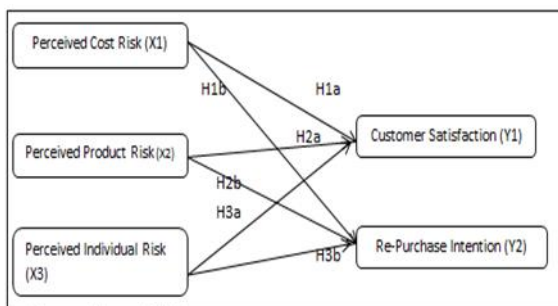 Perceived Cost Risk (X1)
H1a
H1b
H2a
Customer Satisfaction (Y1)
Perceived Product Risk (X2)
H2b
H3a
Perceived Individual Risk
(X3)
Re-Purchase Intention (Y2)
H3b